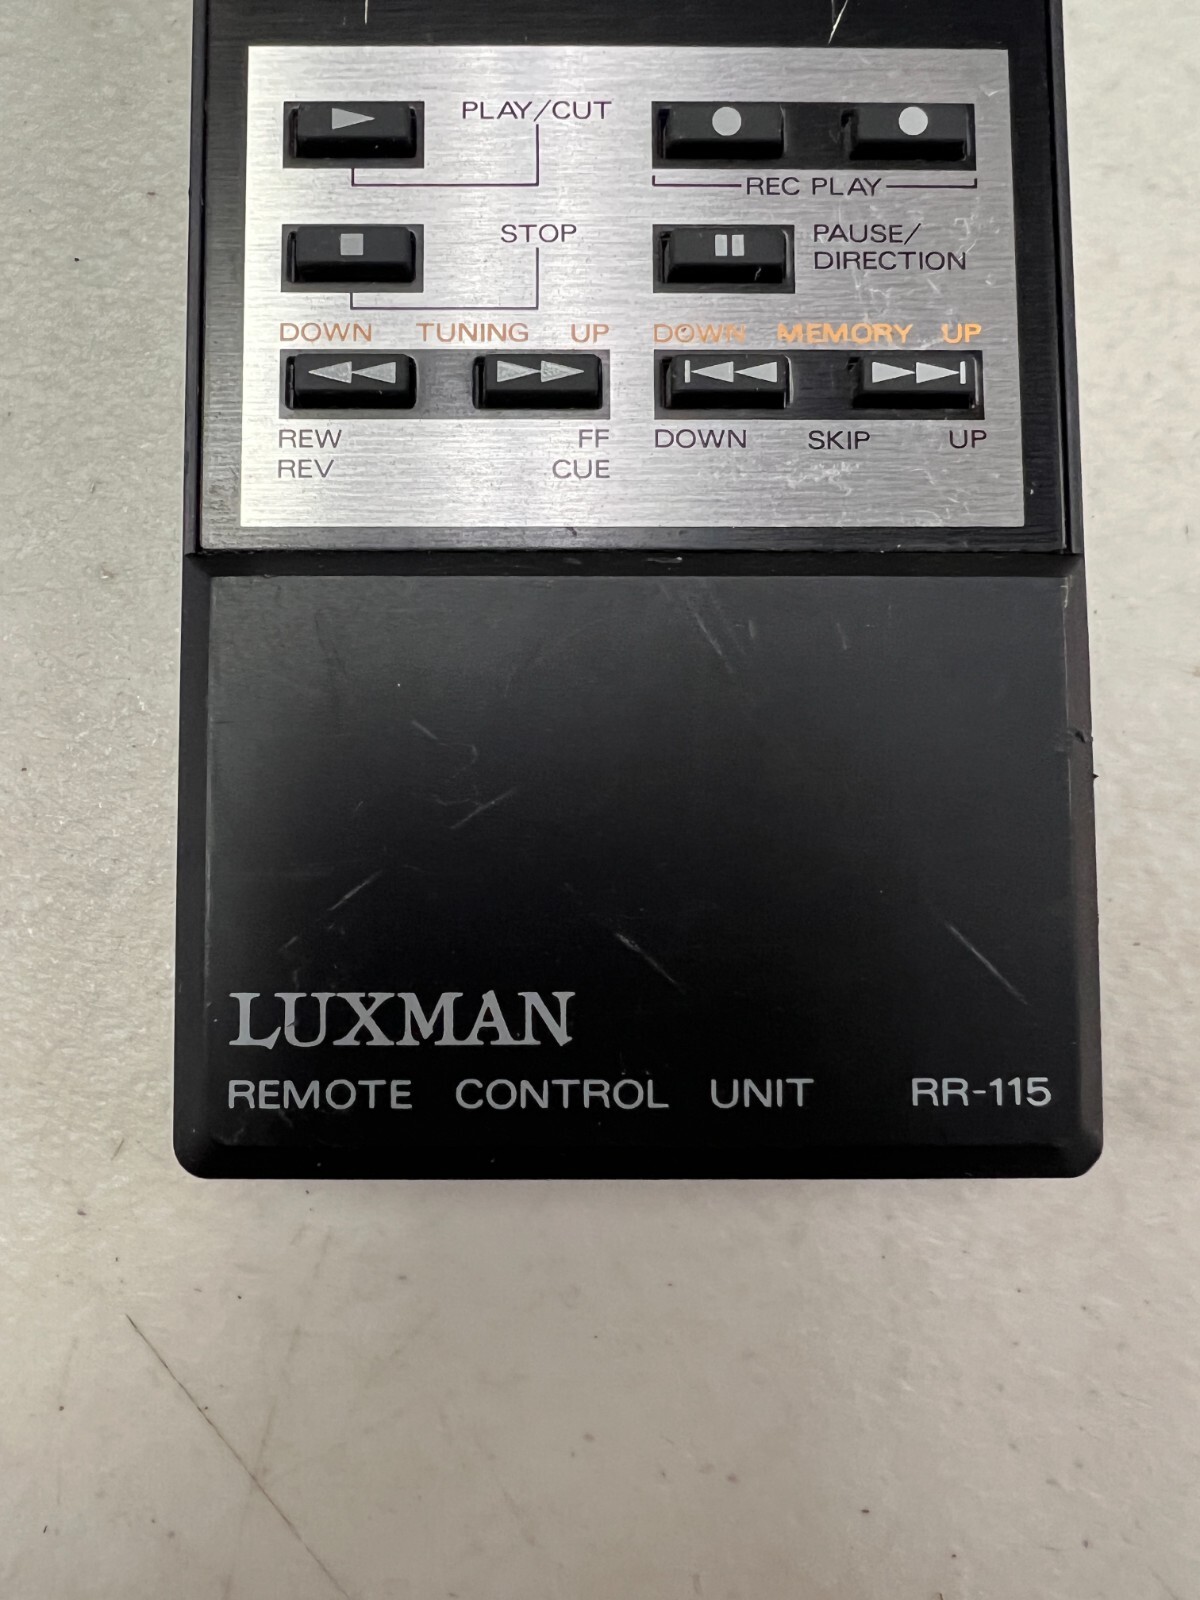 PLAY/CUT
REC PLAY
STOP
PAUSE/
DIRECTION
DOWN TUNING UP
DOWN MEMORY UP
REW FF
REV CUE
DOWN SKIP UP
LUXMAN
REMOTE CONTROL UNIT RR-115